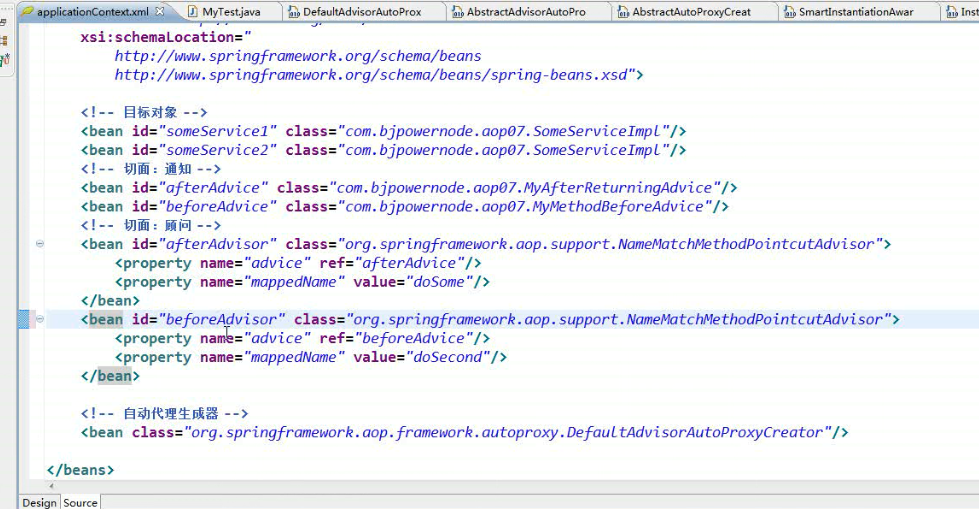 applicationContext.xml MyTest.java DefaultAdvisorAutoProx AbstractAdvisorAutoPro AbstractAutoProxyCreat SmartInstantiationAwar Inst
xsi:schemaLocation="
http://www.springframework.org/schema/beans
http://www.springframework.org/schema/beans/spring-beans.xsd">
<!-- 目标对象 -->
<bean id="someService1" class="com.bjpowernode.aop07.SomeServiceImpl"/>
<bean id="someService2" class="com.bjpowernode.aop07.SomeServiceImpl"/>
<!-- 切面：通知 -->
<bean id="afterAdvice" class="com.bjpowernode.aop07.MyAfterReturningAdvice"/>
<bean id="beforeAdvice" class="com.bjpowernode.aop07.MyMethodBeforeAdvice"/>
<!-- 切面：顾问 -->
<bean id="afterAdvisor" class="org.springframework.aop.support.NameMatchMethodPointcutAdvisor">
<property name="advice" ref="afterAdvice"/>
<property name="mappedName" value="doSome"/>
</bean>
<bean id="beforeAdvisor" class="org.springframework.aop.support.NameMatchMethodPointcutAdvisor">
<property name="advice" ref="beforeAdvice"/>
<property name="mappedName" value="doSecond"/>
</bean>
<!-- 自动代理生成器 -->
<bean class="org.springframework.aop.framework.autoproxy.DefaultAdvisorAutoProxyCreator"/>
</beans>
Design Source